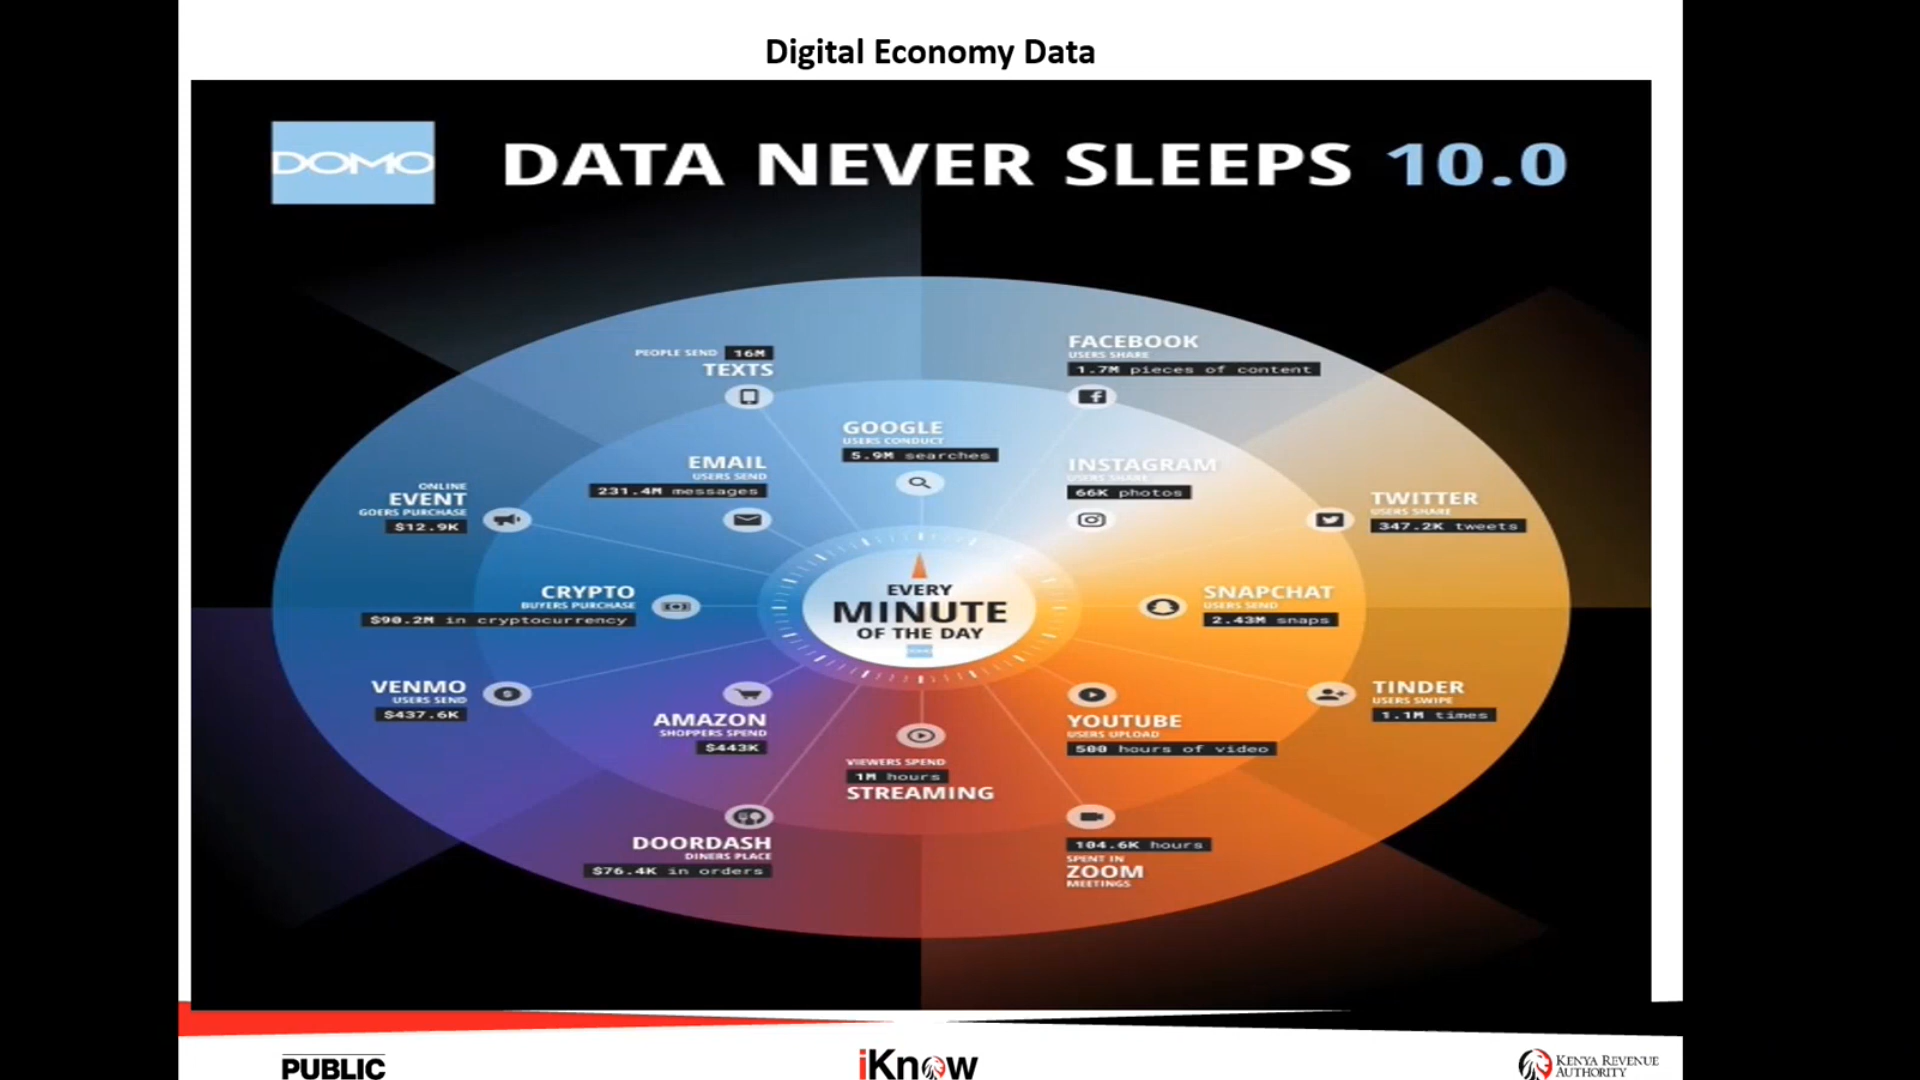 Digital Economy Data
DOMO
DATA NEVER SLEEPS 10.0
PEOPLE SEND 16M
TEXTS
FACEBOOK
USERS SHARE
1.7M pieces of content
GOOGLE
USERS CONDUCT
5.9M searches
EMAIL
USERS SEND
231.4M messages
INSTAGRAM
USERS SHARE
66K photos
ONLINE
EVENT
GOERS PURCHASE
$12.9K
TWITTER
USERS SHARE
347.2K tweets
CRYPTO
BUYERS PURCHASE
$90.2M in cryptocurrency
EVERY
MINUTE
OF THE DAY
DOMO
SNAPCHAT
USERS SEND
2.43M snaps
VENMO
USERS SEND
$437.6K
TINDER
USERS SWIPE
1.1M times
AMAZON
SHOPPERS SPEND
$443K
YOUTUBE
USERS UPLOAD
500 hours of video
VIEWERS SPEND
1M hours
STREAMING
DOORDASH
DINERS PLACE
$76.4K in orders
104.6K hours
SPENT IN
ZOOM
MEETINGS
PUBLIC
iKnow
KENYA REVENUE
AUTHORITY